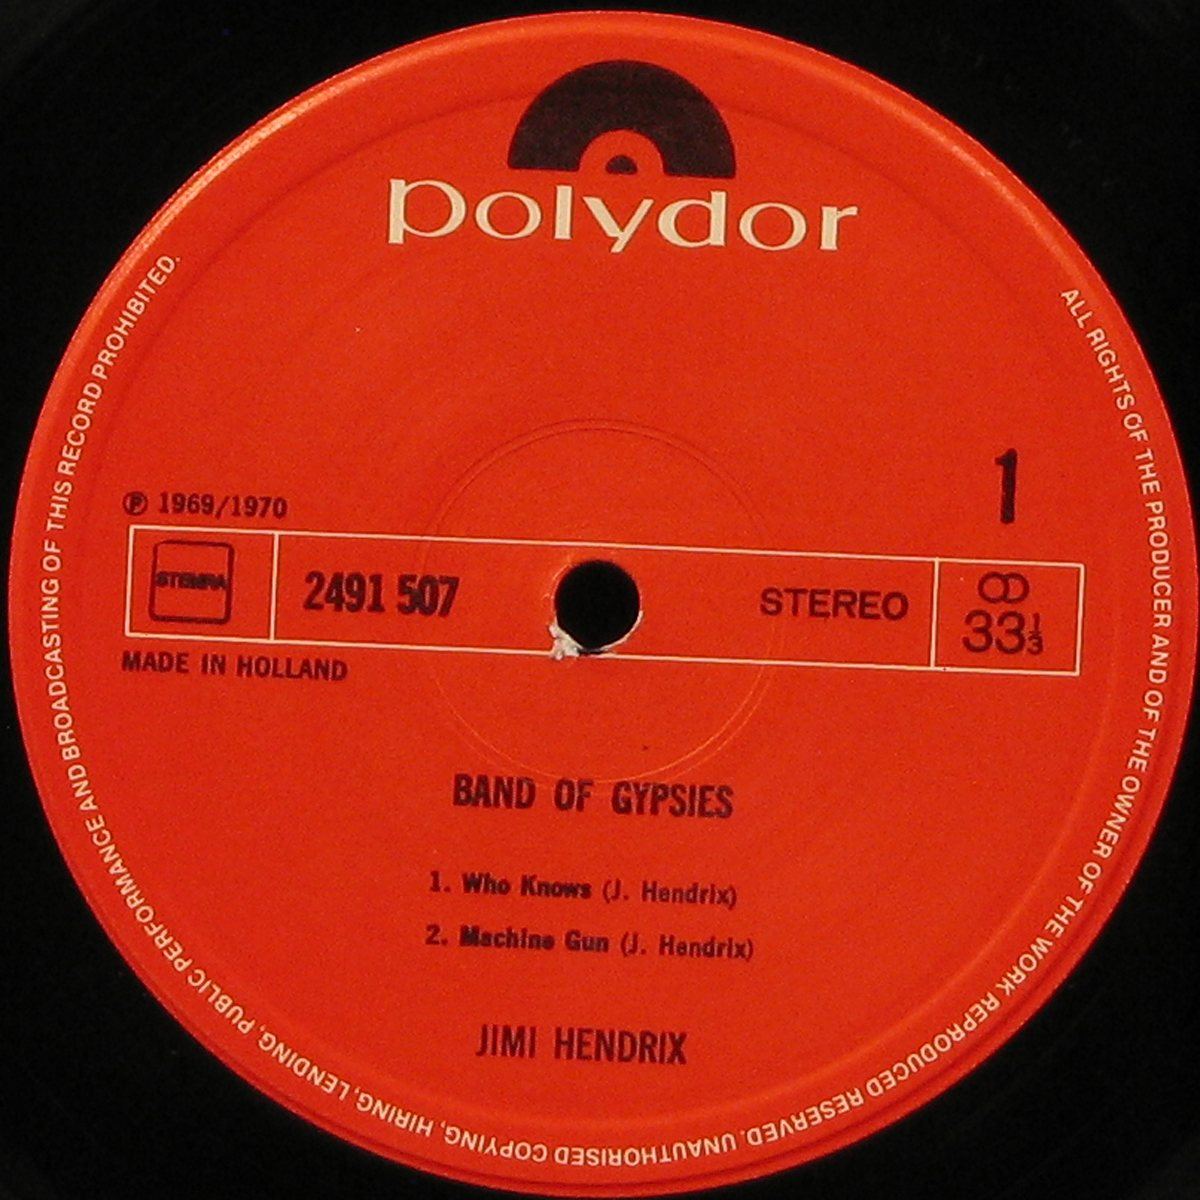 polydor
ALL RIGHTS OF THE PRODUCER AND OF THE OWNER OF THE WORK REPRODUCED RESERVED. UNAUTHORISED COPYING, HIRING, LENDING, PUBLIC PERFORMANCE AND BROADCASTING OF THIS RECORD PROHIBITED.
1
℗ 1969/1970
STEMRA
2491 507
STEREO
33⅓
MADE IN HOLLAND
BAND OF GYPSIES
1. Who Knows (J. Hendrix)
2. Machine Gun (J. Hendrix)
JIMI HENDRIX